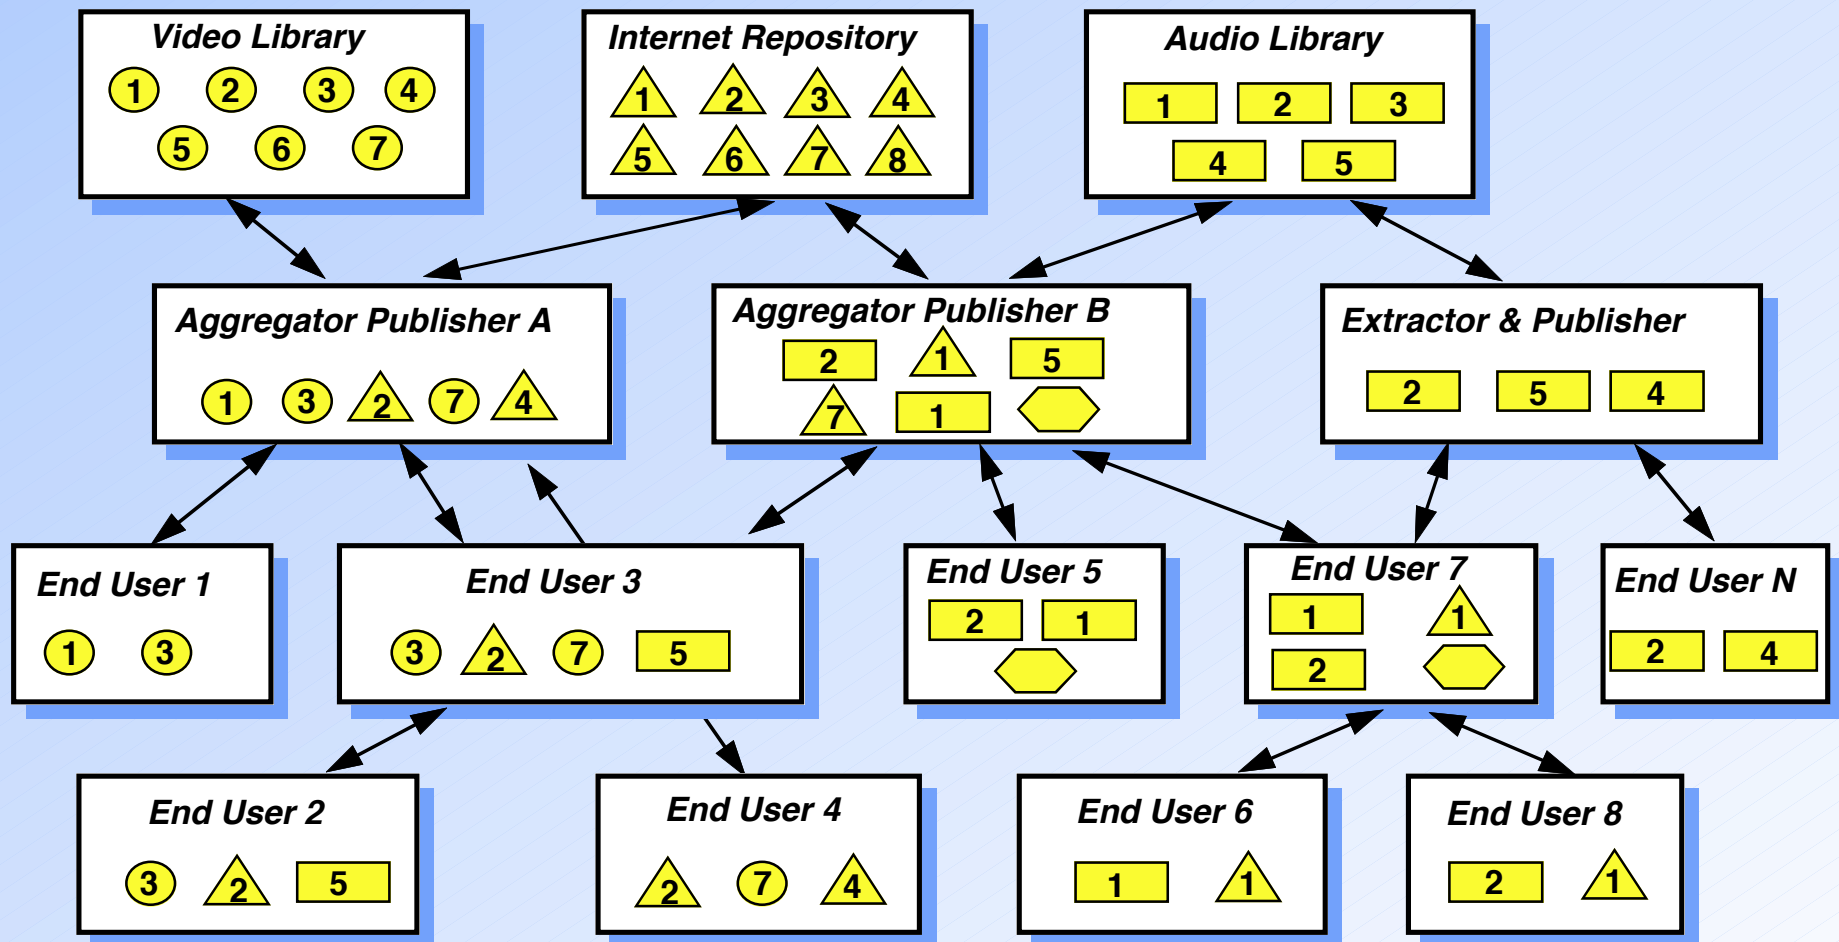 Video Library
1 2 3 4
5 6 7
Internet Repository
1 2 3 4
5 6 7 8
Audio Library
1 2 3
4 5
Aggregator Publisher A
1 3 2 7 4
Aggregator Publisher B
2 1 5
7 1
Extractor & Publisher
2 5 4
End User 1
1 3
End User 3
3 2 7 5
End User 5
2 1
End User 7
1 1
2
End User N
2 4
End User 2
3 2 5
End User 4
2 7 4
End User 6
1 1
End User 8
2 1